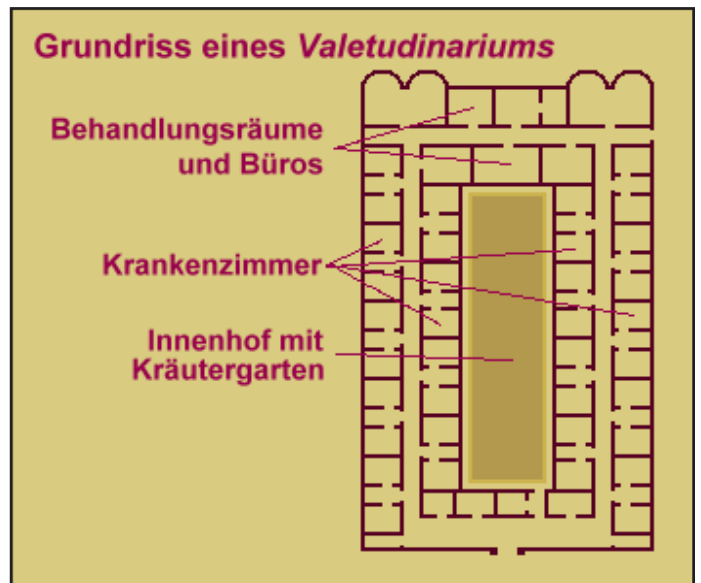 Grundriss eines Valetudinariums
Behandlungsräume
und Büros
Krankenzimmer
Innenhof mit
Kräutergarten